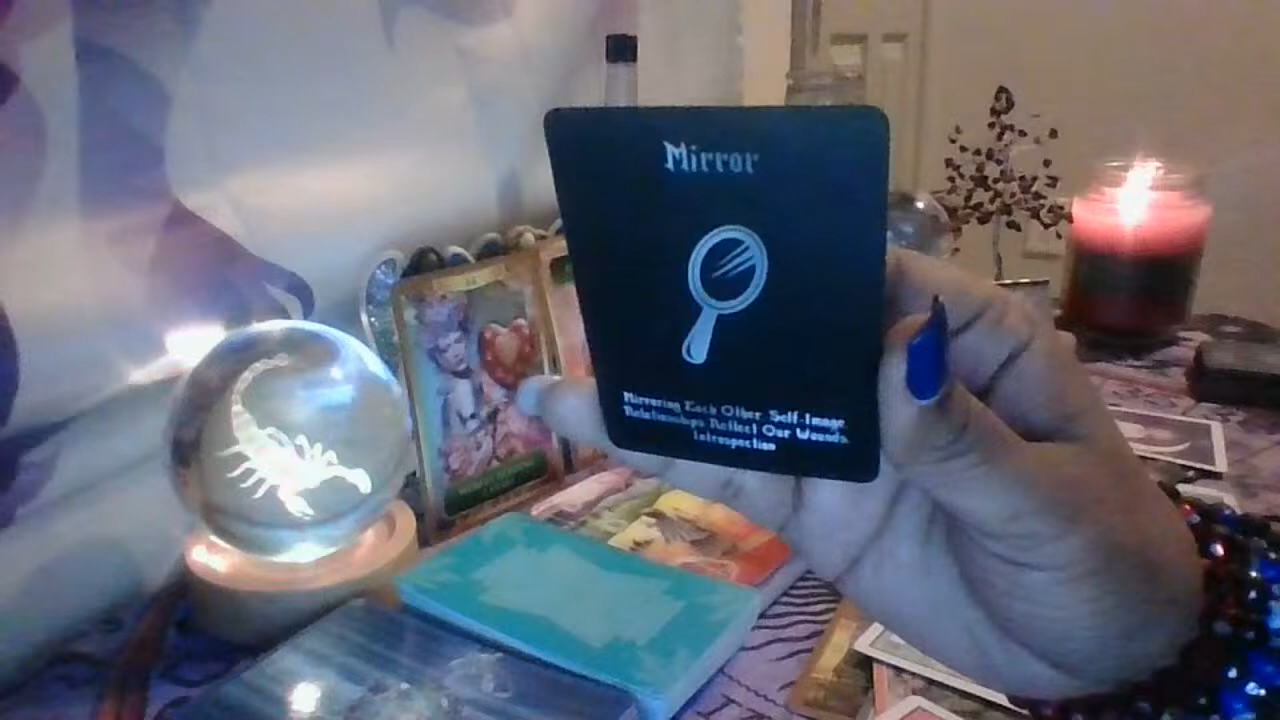 Mirror
Mirroring Each Other, Self-Image
Relationships Reflect Our Wounds,
Introspection